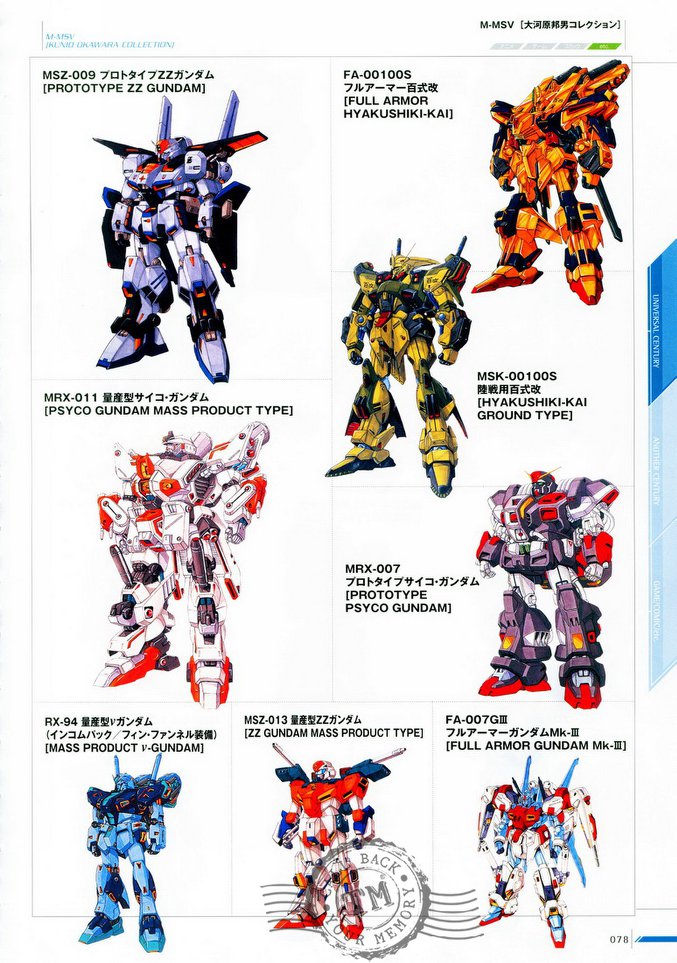 M-MSV
[KUNIO OKAWARA COLLECTION]
M-MSV [大河原邦男コレクション]
etc.
MSZ-009 プロトタイプZZガンダム
[PROTOTYPE ZZ GUNDAM]
FA-00100S
フルアーマー百式改
[FULL ARMOR
HYAKUSHIKI-KAI]
MSK-00100S
陸戦用百式改
[HYAKUSHIKI-KAI
GROUND TYPE]
MRX-011 量産型サイコ・ガンダム
[PSYCO GUNDAM MASS PRODUCT TYPE]
MRX-007
プロトタイプサイコ・ガンダム
[PROTOTYPE
PSYCO GUNDAM]
RX-94 量産型νガンダム
(インコムパック/フィン・ファンネル装備)
[MASS PRODUCT ν-GUNDAM]
MSZ-013 量産型ZZガンダム
[ZZ GUNDAM MASS PRODUCT TYPE]
FA-007GⅢ
フルアーマーガンダムMk-Ⅲ
[FULL ARMOR GUNDAM Mk-Ⅲ]
UNIVERSAL CENTURY
ANOTHER CENTURY
GAME/COMIC/etc.
BACK
TM
YOUR MEMORY
078